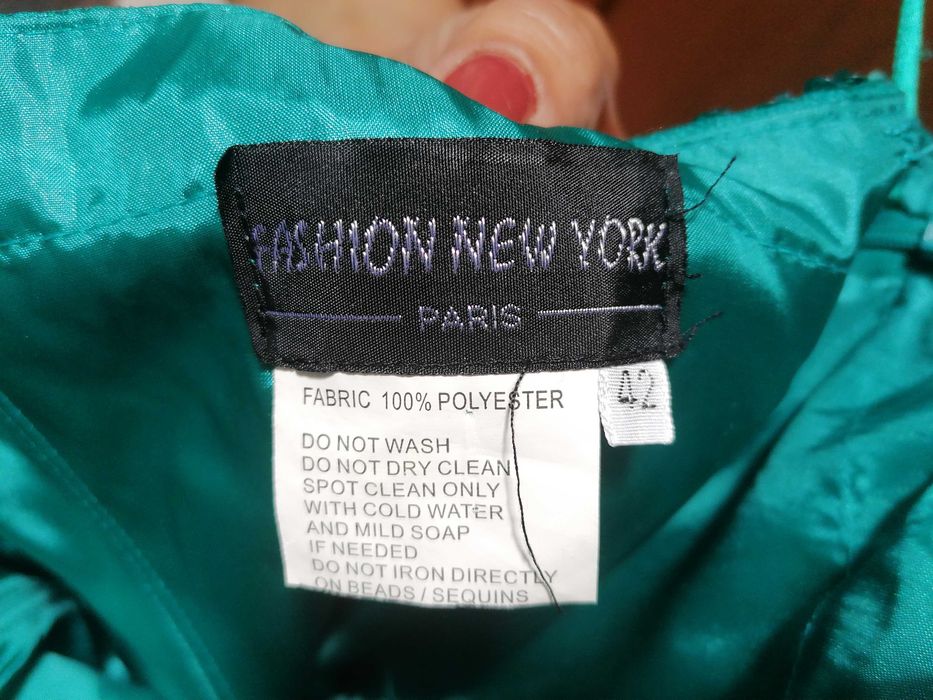 FASHION NEW YORK
PARIS
42
FABRIC 100% POLYESTER
DO NOT WASH
DO NOT DRY CLEAN
SPOT CLEAN ONLY
WITH COLD WATER
AND MILD SOAP
IF NEEDED
DO NOT IRON DIRECTLY
ON BEADS / SEQUINS